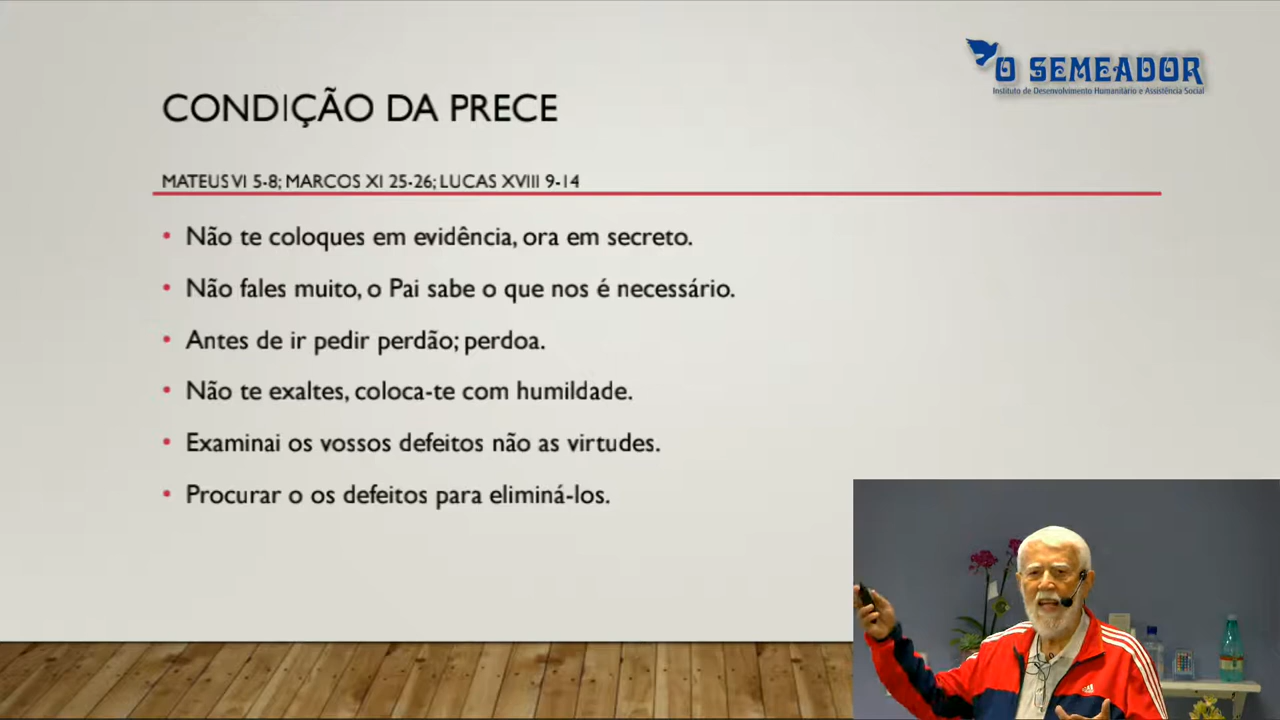 O SEMEADOR
Instituto de Desenvolvimento Humanitário e Assistência Social
CONDIÇÃO DA PRECE
MATEUS VI 5-8; MARCOS XI 25-26; LUCAS XVIII 9-14
• Não te coloques em evidência, ora em secreto.
• Não fales muito, o Pai sabe o que nos é necessário.
• Antes de ir pedir perdão; perdoa.
• Não te exaltes, coloca-te com humildade.
• Examinai os vossos defeitos não as virtudes.
• Procurar o os defeitos para eliminá-los.